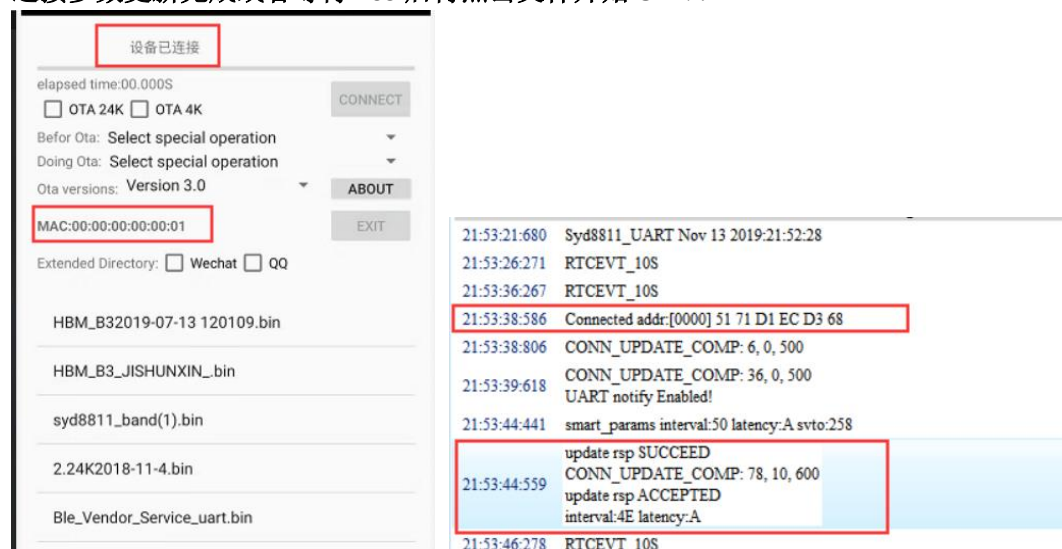 设备已连接
elapsed time:00.000S
OTA 24K OTA 4K
CONNECT
Befor Ota: Select special operation
Doing Ota: Select special operation
Ota versions: Version 3.0
ABOUT
MAC:00:00:00:00:00:01
EXIT
Extended Directory: Wechat QQ
HBM_B32019-07-13 120109.bin
HBM_B3_JISHUNXIN_.bin
syd8811_band(1).bin
2.24K2018-11-4.bin
Ble_Vendor_Service_uart.bin
21:53:21:680 Syd8811_UART Nov 13 2019:21:52:28
21:53:26:271 RTCEVT_10S
21:53:36:267 RTCEVT_10S
21:53:38:586 Connected addr:[0000] 51 71 D1 EC D3 68
21:53:38:806 CONN_UPDATE_COMP: 6, 0, 500
21:53:39:618 CONN_UPDATE_COMP: 36, 0, 500
UART notify Enabled!
21:53:44:441 smart_params interval:50 latency:A svto:258
21:53:44:559 update rsp SUCCEED
CONN_UPDATE_COMP: 78, 10, 600
update rsp ACCEPTED
interval:4E latency:A
21:53:46:278 RTCEVT_10S